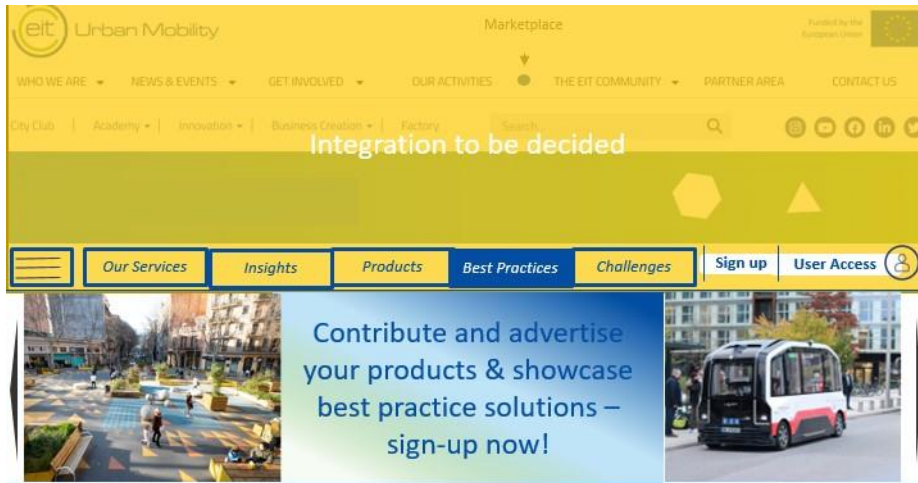 eit Urban Mobility
Marketplace
Funded by the
European Union
WHO WE ARE NEWS & EVENTS GET INVOLVED OUR ACTIVITIES THE EIT COMMUNITY PARTNER AREA CONTACT US
City Club | Academy | Innovation | Business Creation | Factory Search
Integration to be decided
Our Services Insights Products Best Practices Challenges Sign up User Access
Contribute and advertise
your products & showcase
best practice solutions –
sign-up now!